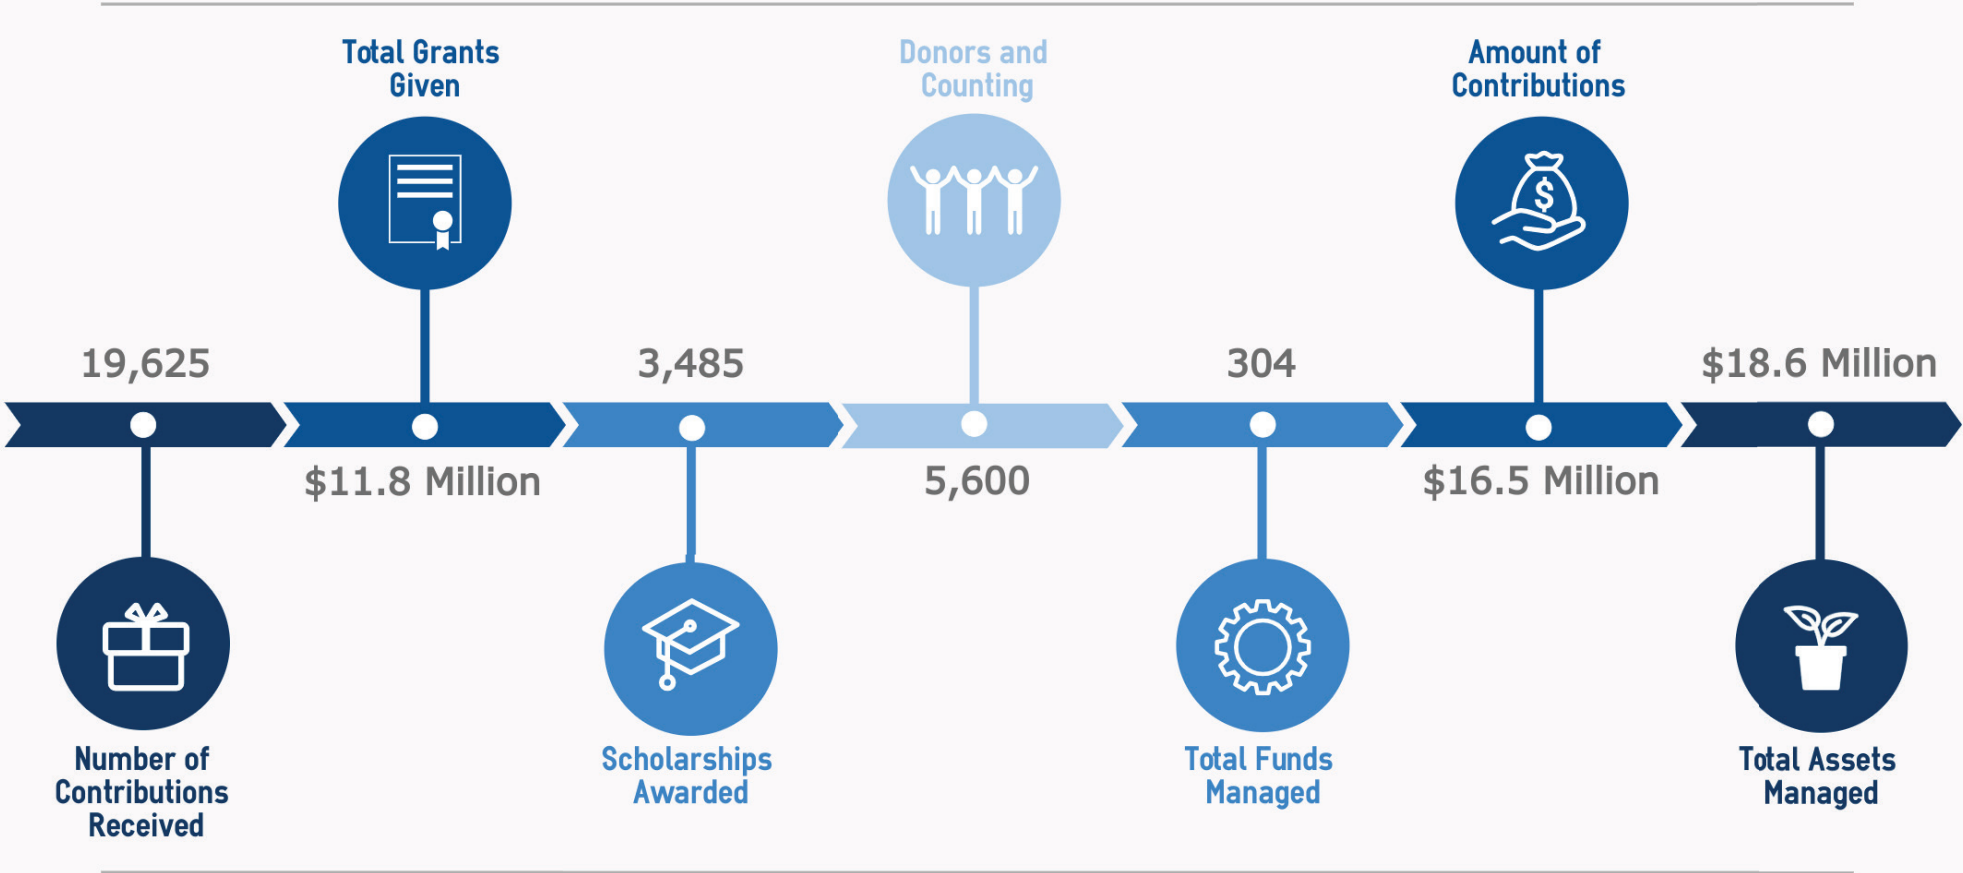 Total Grants
Given
Donors and
Counting
Amount of
Contributions
$
19,625
3,485
304
$18.6 Million
$11.8 Million
5,600
$16.5 Million
Number of
Contributions
Received
Scholarships
Awarded
Total Funds
Managed
Total Assets
Managed